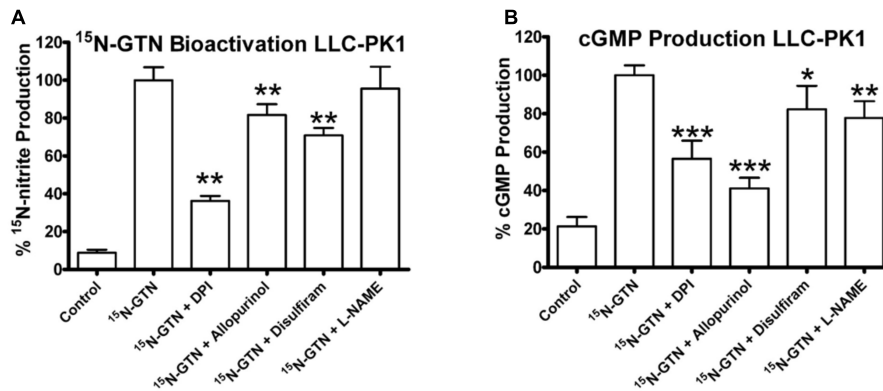 A
¹⁵N-GTN Bioactivation LLC-PK1
% ¹⁵N-nitrite Production
120
100
80
60
40
20
0
**
**
**
Control
¹⁵N-GTN
¹⁵N-GTN + DPI
¹⁵N-GTN + Allopurinol
¹⁵N-GTN + Disulfiram
¹⁵N-GTN + L-NAME
B
cGMP Production LLC-PK1
% cGMP Production
120
100
80
60
40
20
0
***
***
*
**
Control
¹⁵N-GTN
¹⁵N-GTN + DPI
¹⁵N-GTN + Allopurinol
¹⁵N-GTN + Disulfiram
¹⁵N-GTN + L-NAME